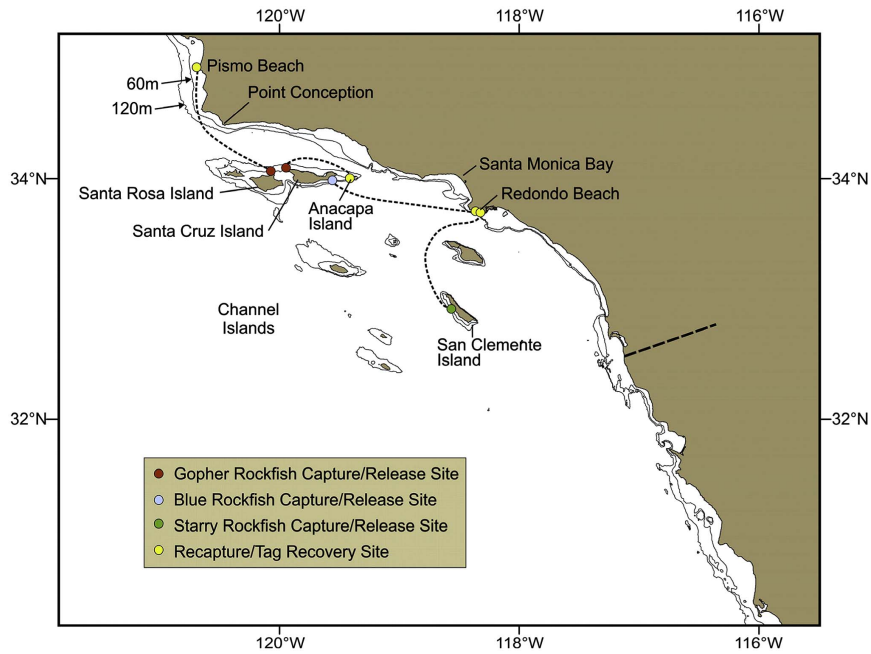 120°W 118°W 116°W
Pismo Beach
60m
Point Conception
120m
Santa Monica Bay
34°N 34°N
Santa Rosa Island
Redondo Beach
Anacapa
Island
Santa Cruz Island
Channel
Islands
San Clemente
Island
32°N 32°N
Gopher Rockfish Capture/Release Site
Blue Rockfish Capture/Release Site
Starry Rockfish Capture/Release Site
Recapture/Tag Recovery Site
120°W 118°W 116°W